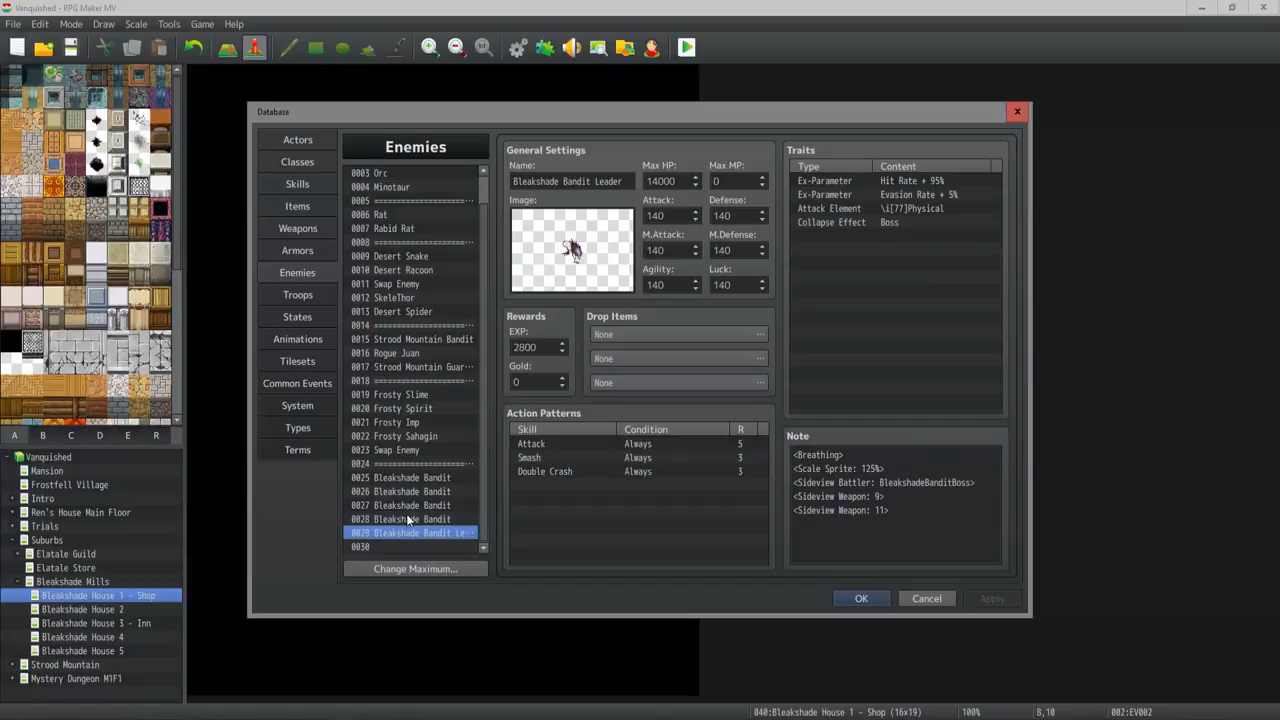 Vanquished - RPG Maker MV
File Edit Mode Draw Scale Tools Game Help
Database
Actors
Classes
Skills
Items
Weapons
Armors
Enemies
Troops
States
Animations
Tilesets
Common Events
System
Types
Terms
Enemies
0003 Orc
0004 Minotaur
0005 ====================...
0006 Rat
0007 Rabid Rat
0008 ====================...
0009 Desert Snake
0010 Desert Racoon
0011 Swap Enemy
0012 SkeleThor
0013 Desert Spider
0014 ====================...
0015 Strood Mountain Bandit
0016 Rogue Juan
0017 Strood Mountain Guar...
0018 ====================...
0019 Frosty Slime
0020 Frosty Spirit
0021 Frosty Imp
0022 Frosty Sahagin
0023 Swap Enemy
0024 ====================...
0025 Bleakshade Bandit
0026 Bleakshade Bandit
0027 Bleakshade Bandit
0028 Bleakshade Bandit
0029 Bleakshade Bandit Le...
0030
Change Maximum...
General Settings
Name: Max HP: Max MP:
Bleakshade Bandit Leader 14000 0
Image: Attack: Defense:
140 140
M.Attack: M.Defense:
140 140
Agility: Luck:
140 140
Rewards
EXP:
2800
Gold:
0
Drop Items
None ...
None ...
None ...
Action Patterns
Skill Condition R
Attack Always 5
Smash Always 3
Double Crash Always 3
Traits
Type Content
Ex-Parameter Hit Rate + 95%
Ex-Parameter Evasion Rate + 5%
Attack Element \i[77]Physical
Collapse Effect Boss
Note
<Breathing>
<Scale Sprite: 125%>
<Sideview Battler: BleakshadeBanditBoss>
<Sideview Weapon: 9>
<Sideview Weapon: 11>
OK Cancel Apply
A B C D E R
Vanquished
Mansion
Frostfell Village
Intro
Ren's House Main Floor
Trials
Suburbs
Elatale Guild
Elatale Store
Bleakshade Mills
Bleakshade House 1 - Shop
Bleakshade House 2
Bleakshade House 3 - Inn
Bleakshade House 4
Bleakshade House 5
Strood Mountain
Mystery Dungeon M1F1
040:Bleakshade House 1 - Shop (16x19) 100% 8,10 002:EV002